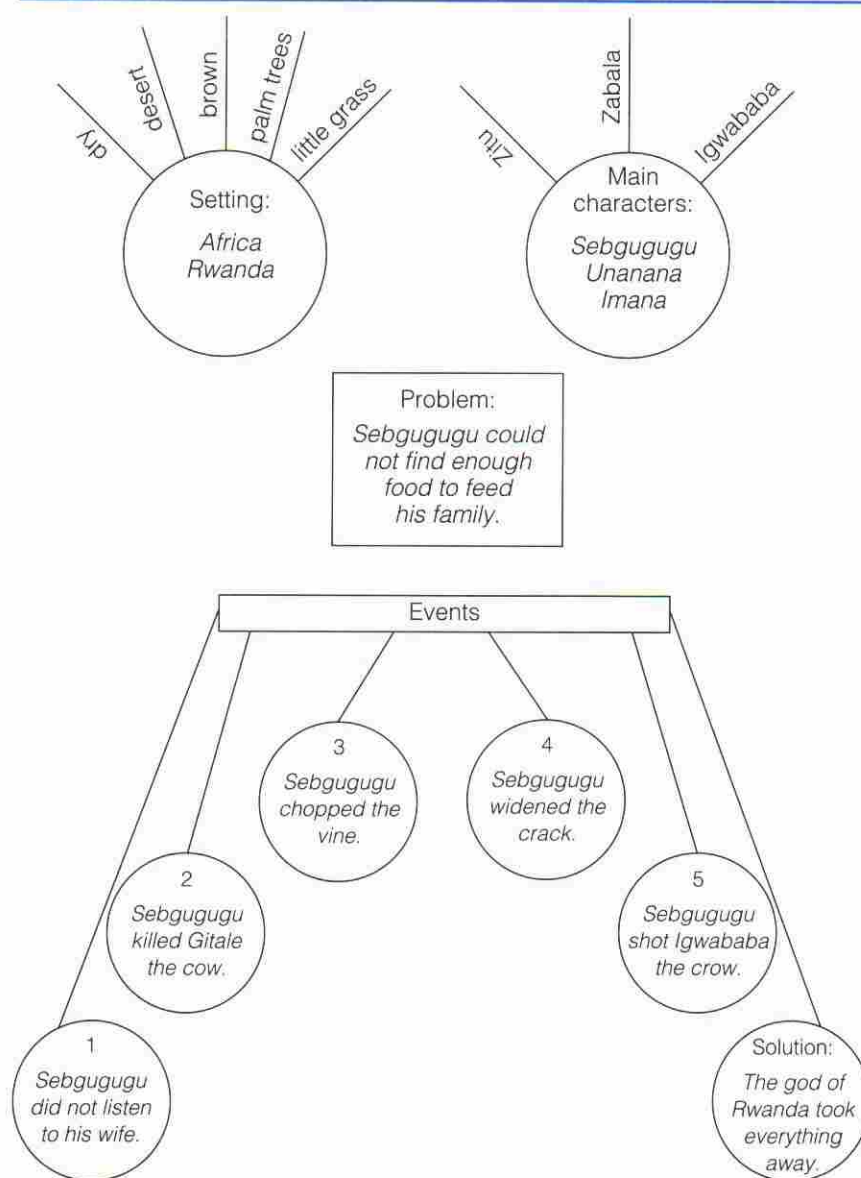 dry
desert
brown
palm trees
little grass
Setting:
Africa
Rwanda
Zitu
Zabala
Igwababa
Main
characters:
Sebgugugu
Unanana
Imana
Problem:
Sebgugugu could
not find enough
food to feed
his family.
Events
1
Sebgugugu
did not listen
to his wife.
2
Sebgugugu
killed Gitale
the cow.
3
Sebgugugu
chopped the
vine.
4
Sebgugugu
widened the
crack.
5
Sebgugugu
shot Igwababa
the crow.
Solution:
The god of
Rwanda took
everything
away.